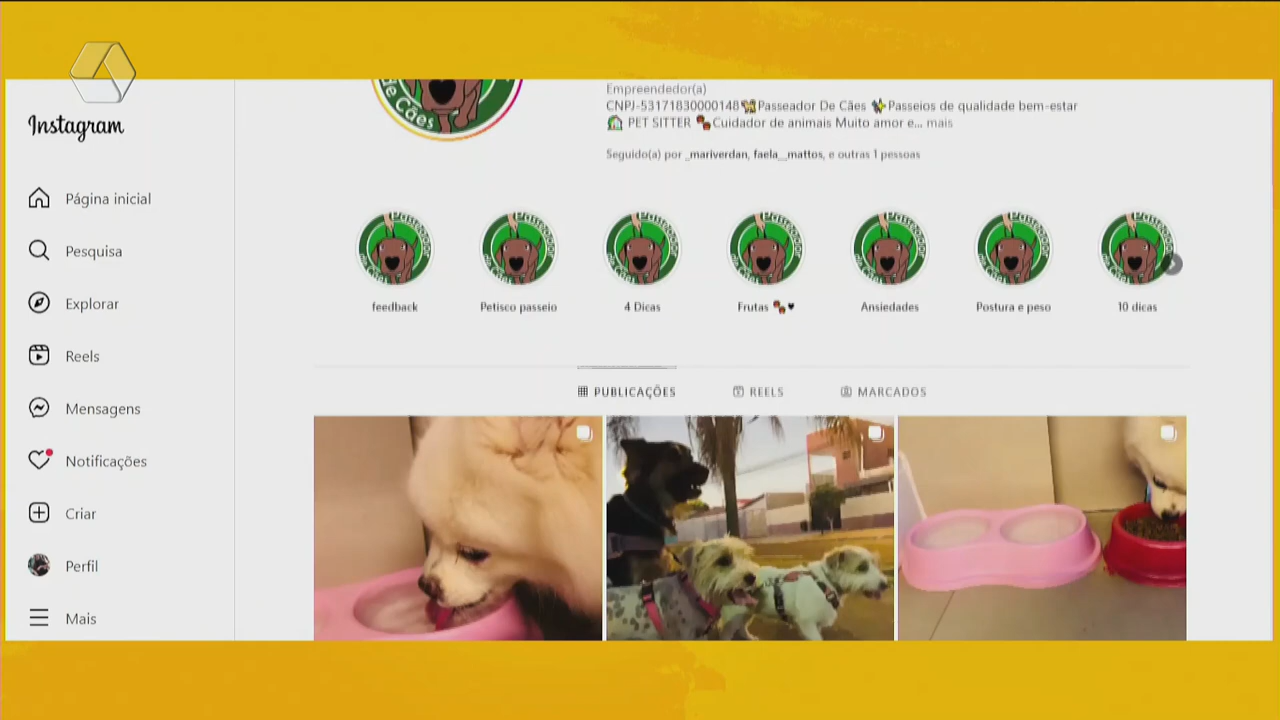 Instagram
Página inicial
Pesquisa
Explorar
Reels
Mensagens
Notificações
Criar
Perfil
Mais
de Cães
Empreendedor(a)
CNPJ-53171830000148🐕Passeador De Cães 🐕‍🦺Passeios de qualidade bem-estar
🏠 PET SITTER 🐾Cuidador de animais Muito amor e... mais
Seguido(a) por _mariverdan, faela__mattos, e outras 1 pessoas
feedback
Petisco passeio
4 Dicas
Frutas 🐾♥
Ansiedades
Postura e peso
10 dicas
PUBLICAÇÕES
REELS
MARCADOS